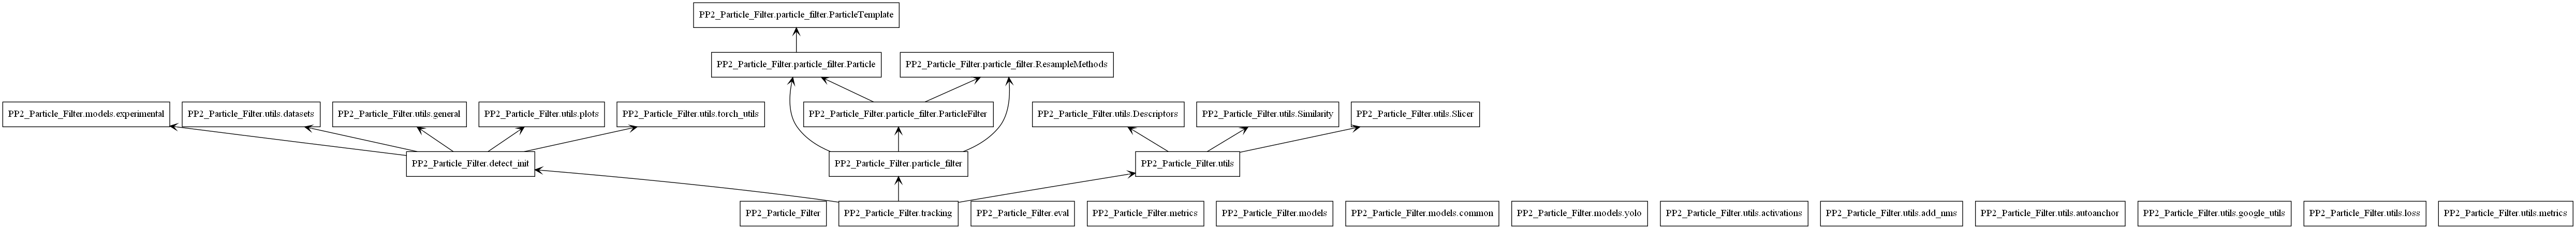 PP2_Particle_Filter.particle_filter.ParticleTemplate
PP2_Particle_Filter.particle_filter.Particle
PP2_Particle_Filter.particle_filter.ResampleMethods
PP2_Particle_Filter.models.experimental
PP2_Particle_Filter.utils.datasets
PP2_Particle_Filter.utils.general
PP2_Particle_Filter.utils.plots
PP2_Particle_Filter.utils.torch_utils
PP2_Particle_Filter.particle_filter.ParticleFilter
PP2_Particle_Filter.utils.Descriptors
PP2_Particle_Filter.utils.Similarity
PP2_Particle_Filter.utils.Slicer
PP2_Particle_Filter.detect_init
PP2_Particle_Filter.particle_filter
PP2_Particle_Filter.utils
PP2_Particle_Filter
PP2_Particle_Filter.tracking
PP2_Particle_Filter.eval
PP2_Particle_Filter.metrics
PP2_Particle_Filter.models
PP2_Particle_Filter.models.common
PP2_Particle_Filter.models.yolo
PP2_Particle_Filter.utils.activations
PP2_Particle_Filter.utils.add_nms
PP2_Particle_Filter.utils.autoanchor
PP2_Particle_Filter.utils.google_utils
PP2_Particle_Filter.utils.loss
PP2_Particle_Filter.utils.metrics